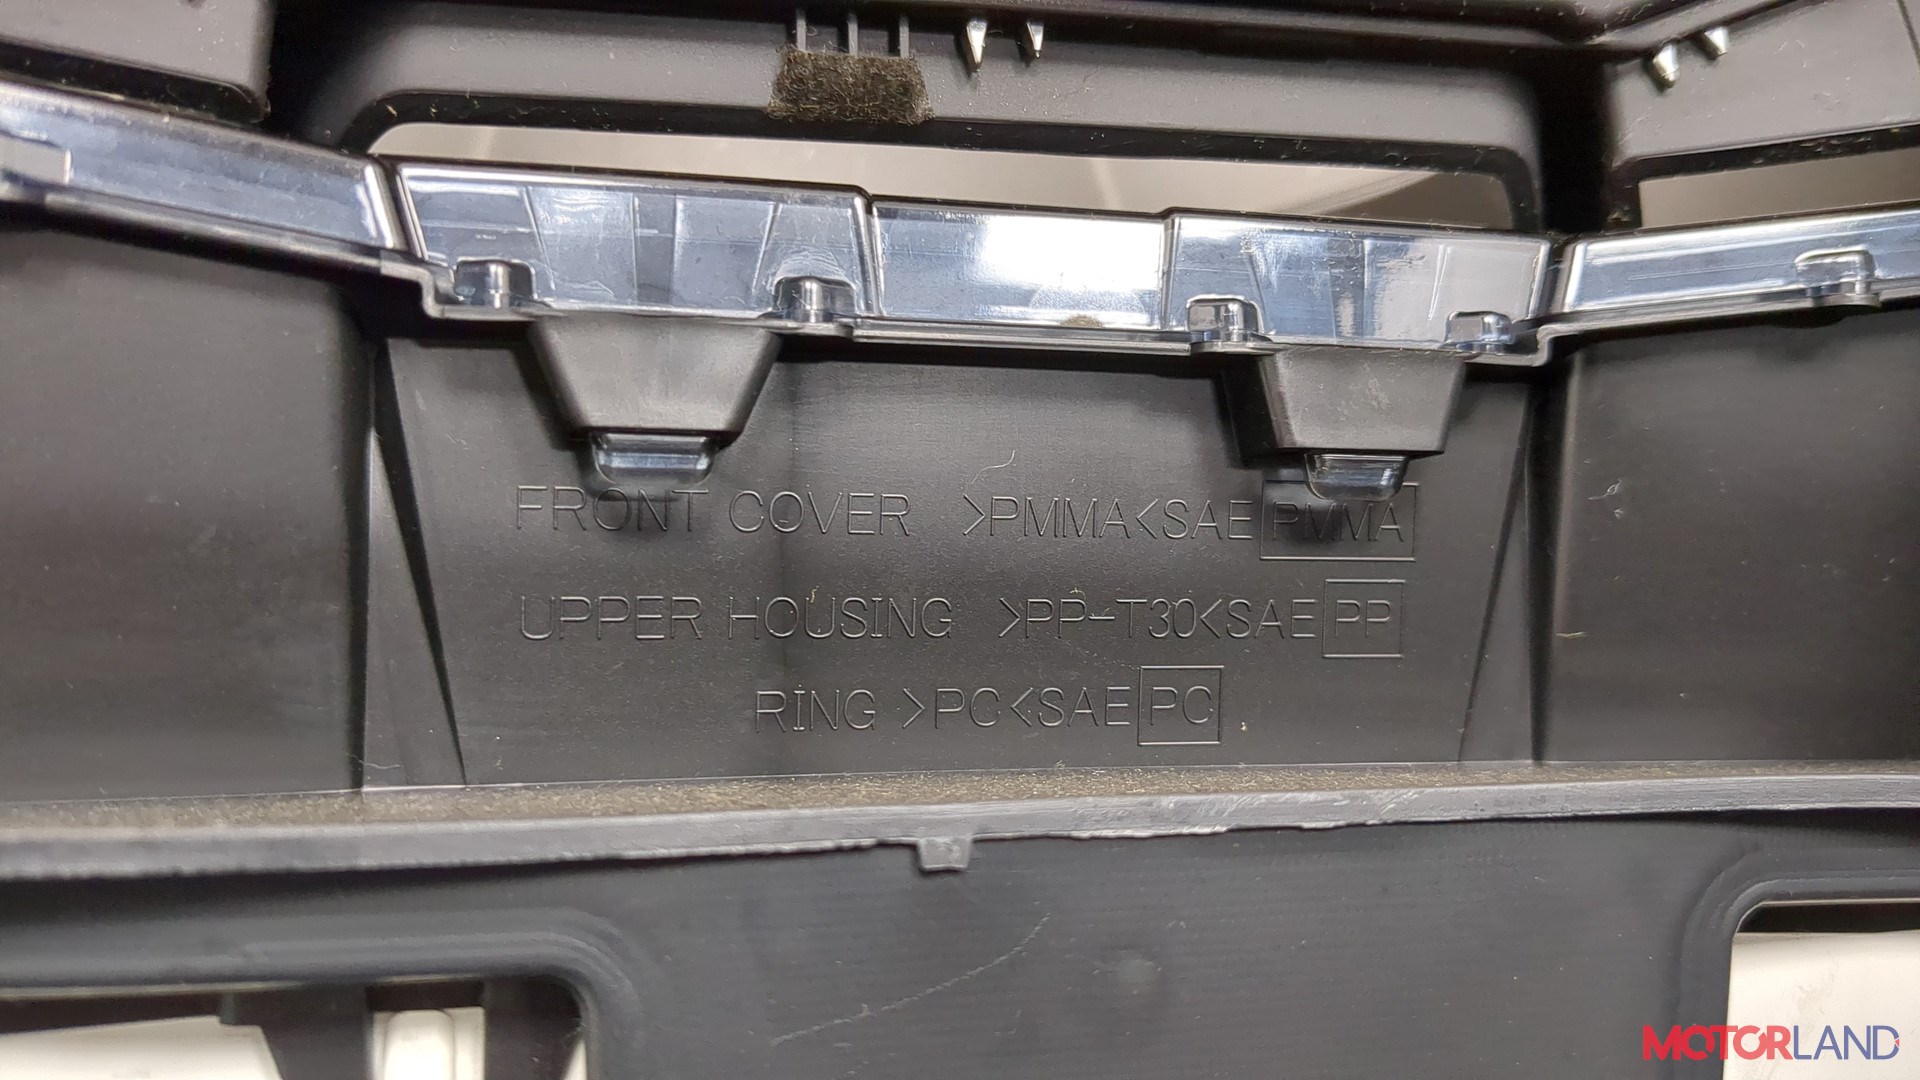 FRONT COVER >PMMA<SAE PMMA
UPPER HOUSING >PP-T30<SAE PP
RING >PC<SAE PC
MOTORLAND